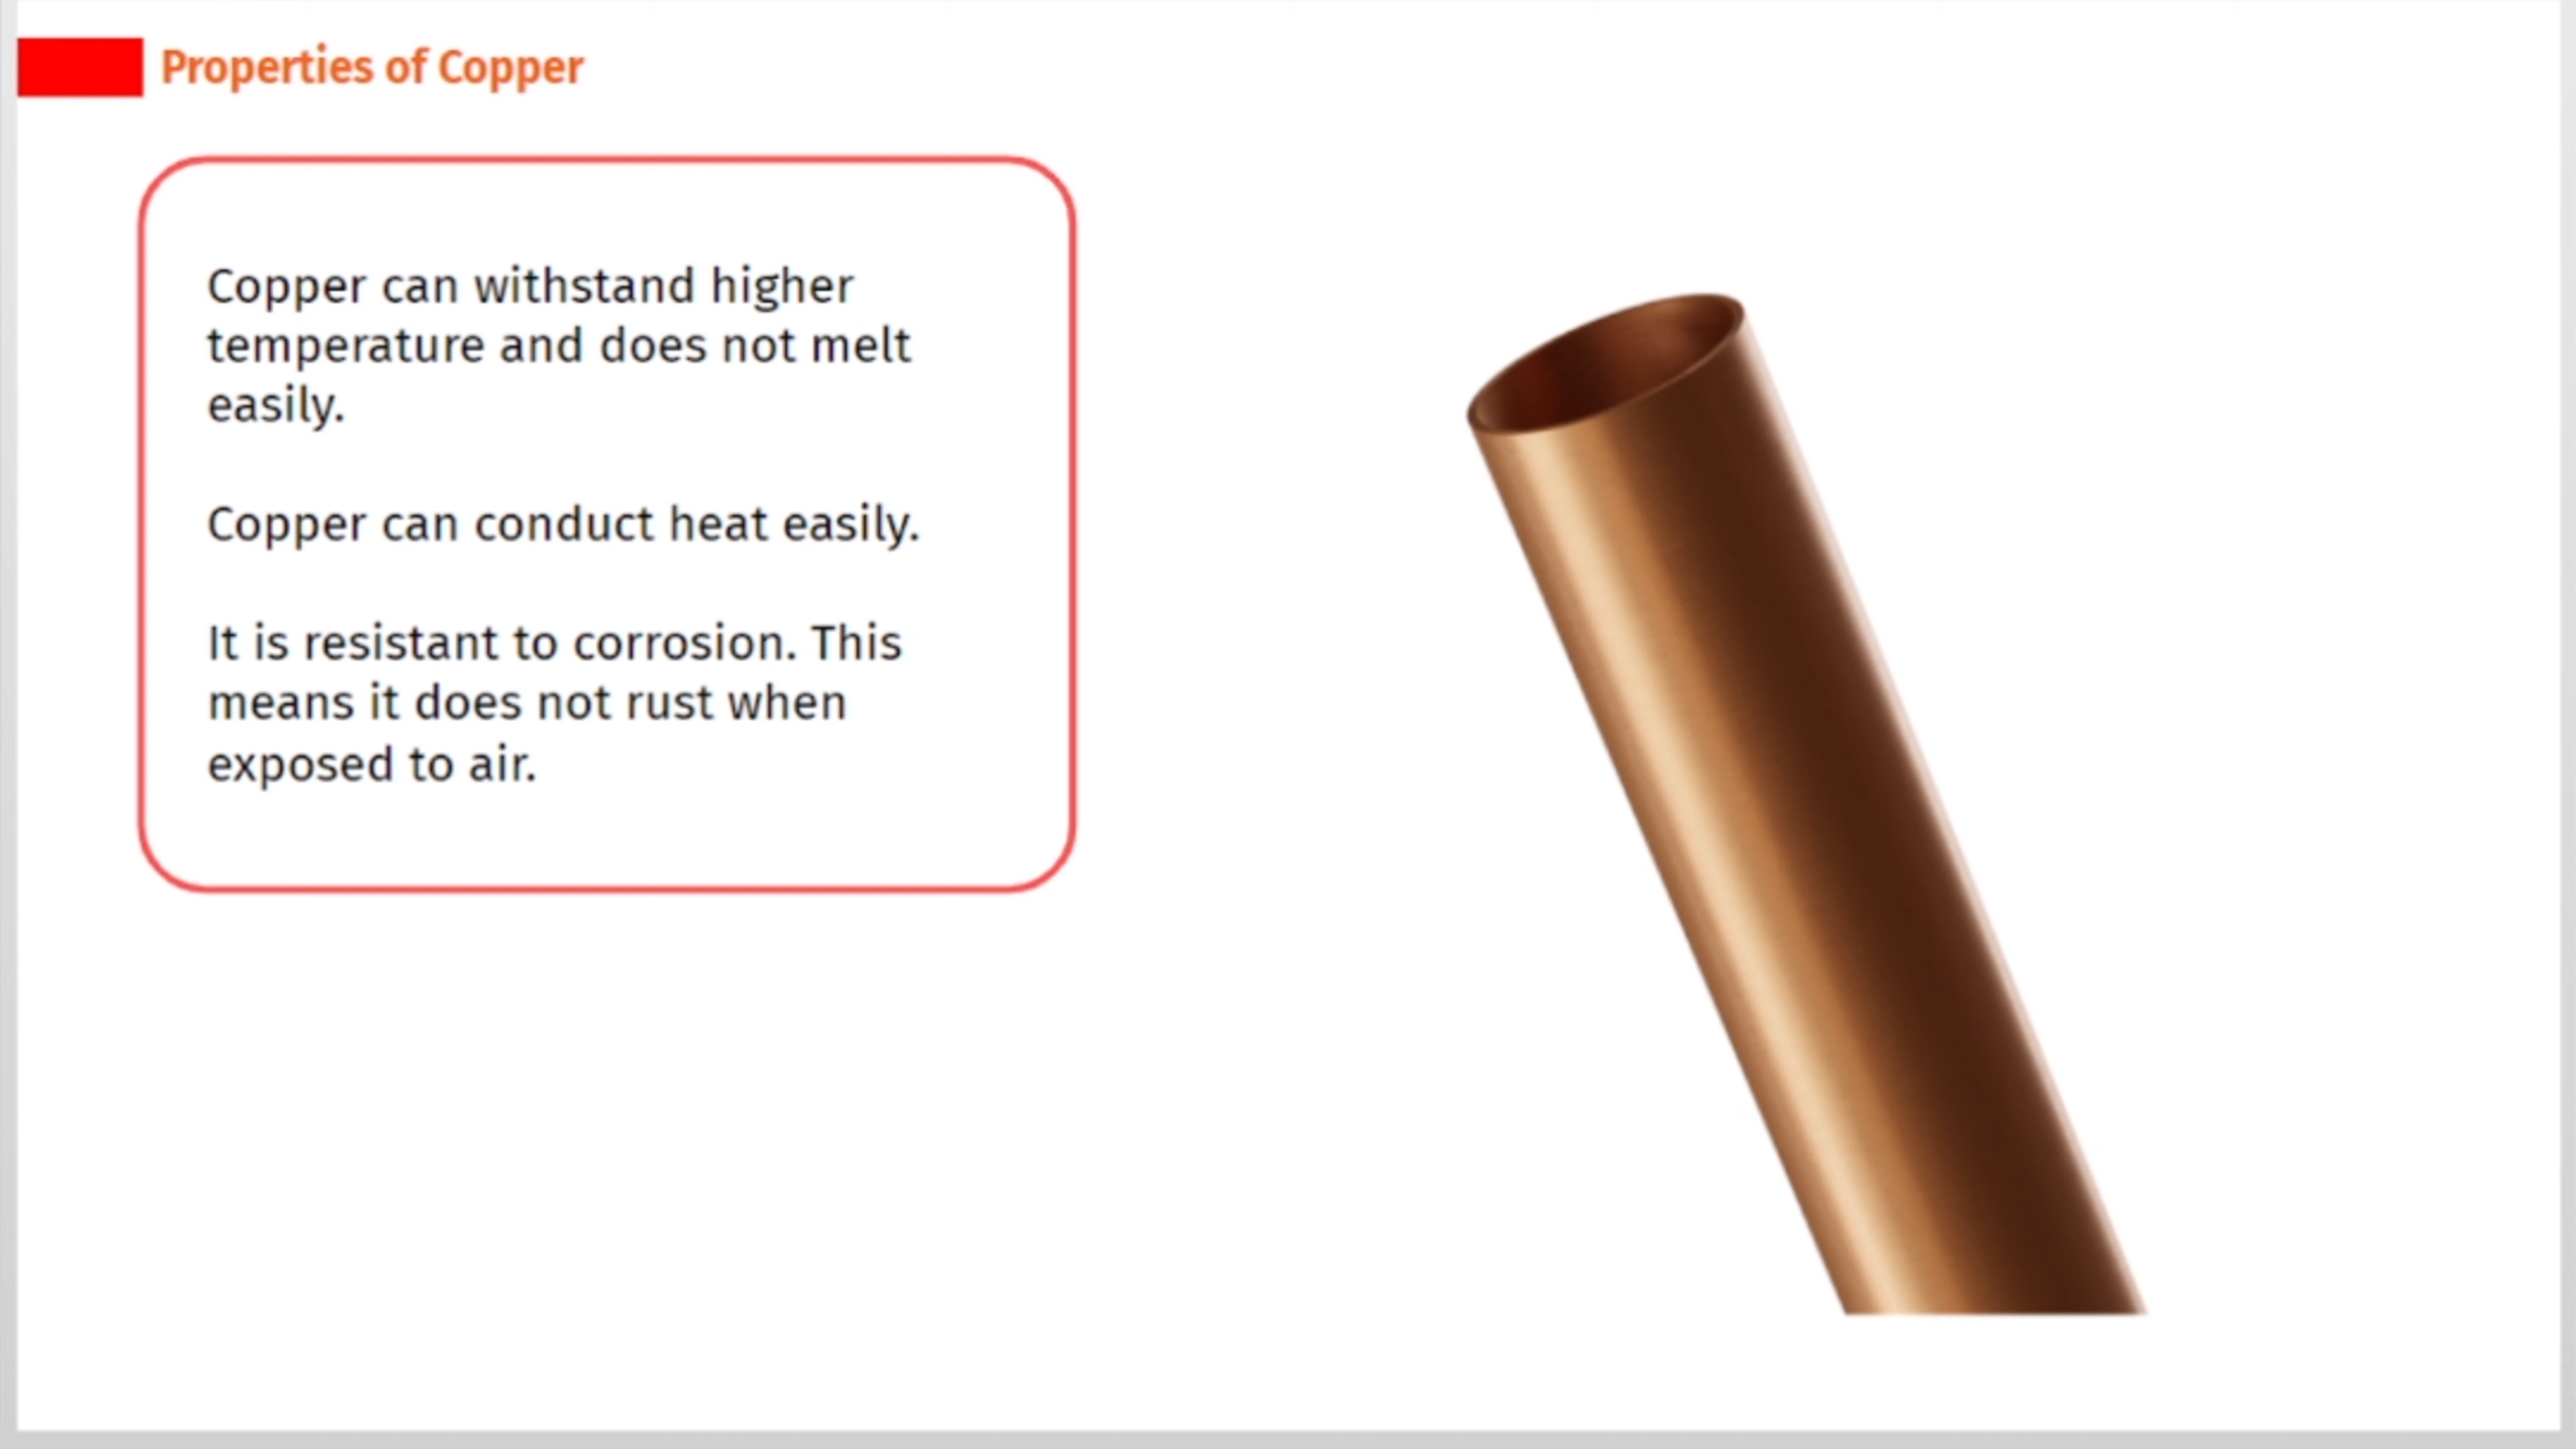 Properties of Copper
Copper can withstand higher
temperature and does not melt
easily.
Copper can conduct heat easily.
It is resistant to corrosion. This
means it does not rust when
exposed to air.